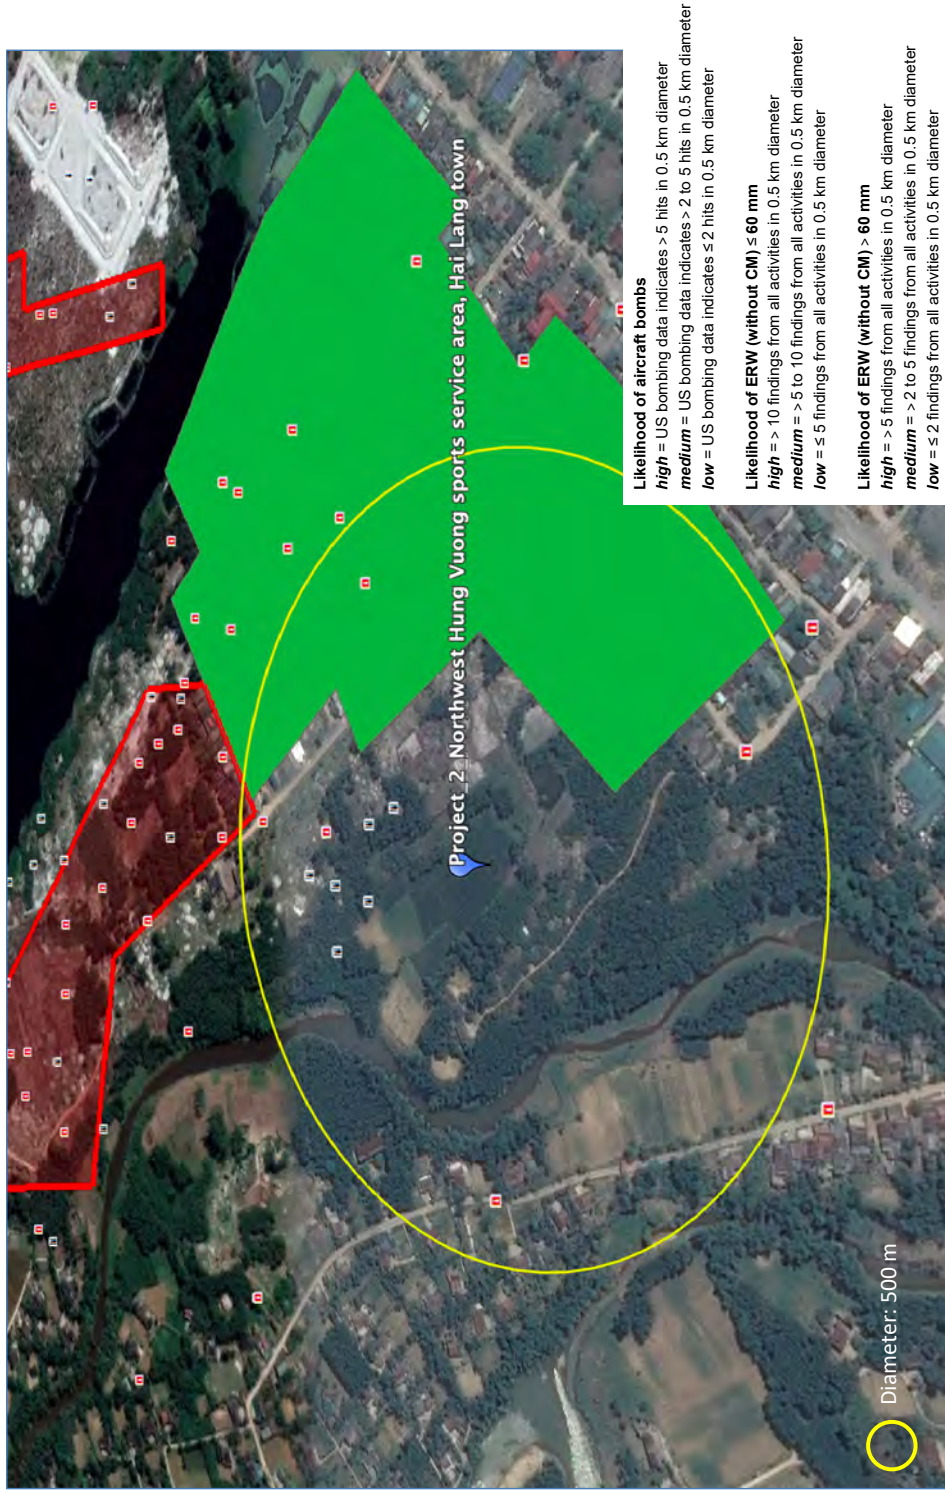 Project_2_Northwest Hung Vuong sports service area, Hai Lang town
Diameter: 500 m
Likelihood of aircraft bombs
high = US bombing data indicates > 5 hits in 0.5 km diameter
medium = US bombing data indicates > 2 to 5 hits in 0.5 km diameter
low = US bombing data indicates ≤ 2 hits in 0.5 km diameter
Likelihood of ERW (without CM) ≤ 60 mm
high = > 10 findings from all activities in 0.5 km diameter
medium = > 5 to 10 findings from all activities in 0.5 km diameter
low = ≤ 5 findings from all activities in 0.5 km diameter
Likelihood of ERW (without CM) > 60 mm
high = > 5 findings from all activities in 0.5 km diameter
medium = > 2 to 5 findings from all activities in 0.5 km diameter
low = ≤ 2 findings from all activities in 0.5 km diameter